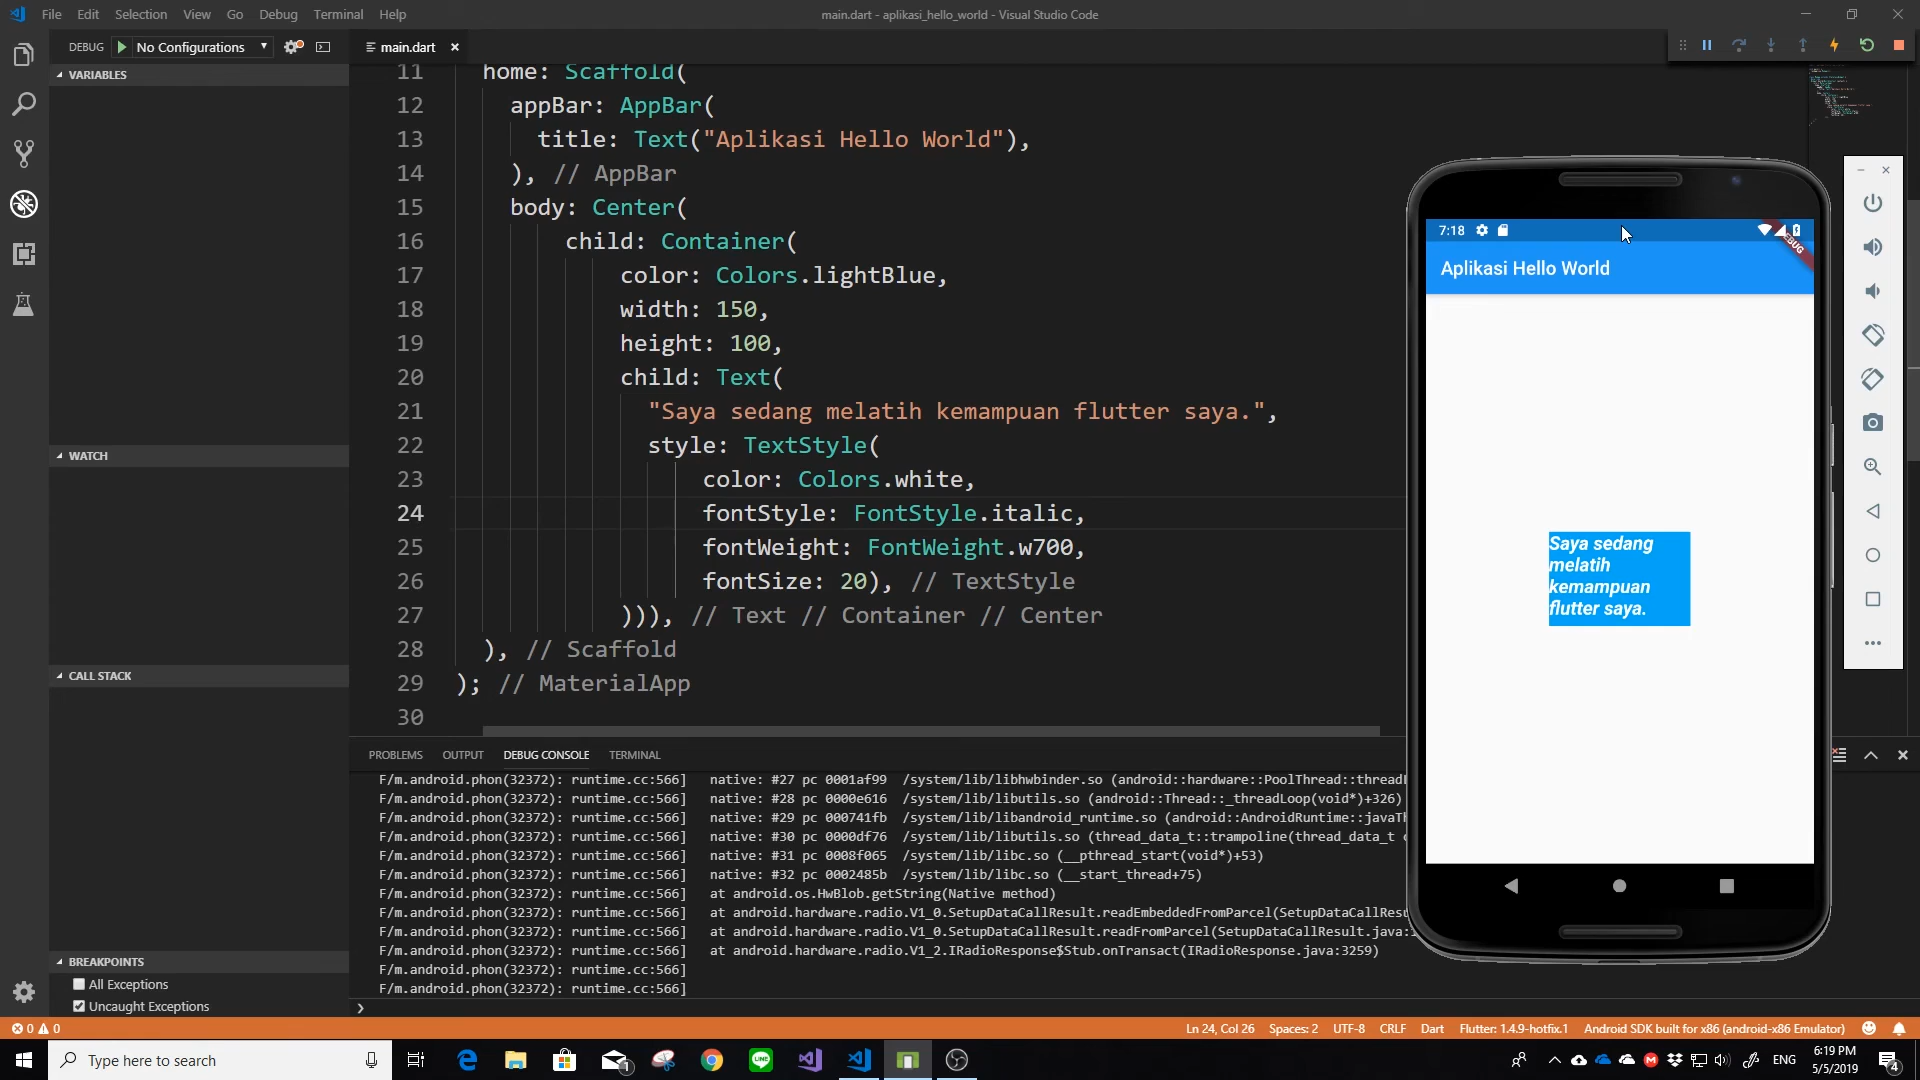 File Edit Selection View Go Debug Terminal Help
main.dart - aplikasi_hello_world - Visual Studio Code
DEBUG No Configurations
main.dart
VARIABLES
WATCH
CALL STACK
BREAKPOINTS
All Exceptions
Uncaught Exceptions
11 home: Scaffold(
12 appBar: AppBar(
13 title: Text("Aplikasi Hello World"),
14 ), // AppBar
15 body: Center(
16 child: Container(
17 color: Colors.lightBlue,
18 width: 150,
19 height: 100,
20 child: Text(
21 "Saya sedang melatih kemampuan flutter saya.",
22 style: TextStyle(
23 color: Colors.white,
24 fontStyle: FontStyle.italic,
25 fontWeight: FontWeight.w700,
26 fontSize: 20), // TextStyle
27 ))), // Text // Container // Center
28 ), // Scaffold
29 ); // MaterialApp
30
7:18
DEBUG
Aplikasi Hello World
Saya sedang
melatih
kemampuan
flutter saya.
PROBLEMS OUTPUT DEBUG CONSOLE TERMINAL
F/m.android.phon(32372): runtime.cc:566] native: #27 pc 0001af99 /system/lib/libhwbinder.so (android::hardware::PoolThread::threadL
F/m.android.phon(32372): runtime.cc:566] native: #28 pc 0000e616 /system/lib/libutils.so (android::Thread::_threadLoop(void*)+326)
F/m.android.phon(32372): runtime.cc:566] native: #29 pc 000741fb /system/lib/libandroid_runtime.so (android::AndroidRuntime::javaTh
F/m.android.phon(32372): runtime.cc:566] native: #30 pc 0000df76 /system/lib/libutils.so (thread_data_t::trampoline(thread_data_t c
F/m.android.phon(32372): runtime.cc:566] native: #31 pc 0008f065 /system/lib/libc.so (__pthread_start(void*)+53)
F/m.android.phon(32372): runtime.cc:566] native: #32 pc 0002485b /system/lib/libc.so (__start_thread+75)
F/m.android.phon(32372): runtime.cc:566] at android.os.HwBlob.getString(Native method)
F/m.android.phon(32372): runtime.cc:566] at android.hardware.radio.V1_0.SetupDataCallResult.readEmbeddedFromParcel(SetupDataCallResu
F/m.android.phon(32372): runtime.cc:566] at android.hardware.radio.V1_0.SetupDataCallResult.readFromParcel(SetupDataCallResult.java:
F/m.android.phon(32372): runtime.cc:566] at android.hardware.radio.V1_2.IRadioResponse$Stub.onTransact(IRadioResponse.java:3259)
F/m.android.phon(32372): runtime.cc:566]
F/m.android.phon(32372): runtime.cc:566]
0 0
Ln 24, Col 26 Spaces: 2 UTF-8 CRLF Dart Flutter: 1.4.9-hotfix.1 Android SDK built for x86 (android-x86 Emulator)
Type here to search
1
LINE
ENG
6:19 PM
5/5/2019
4